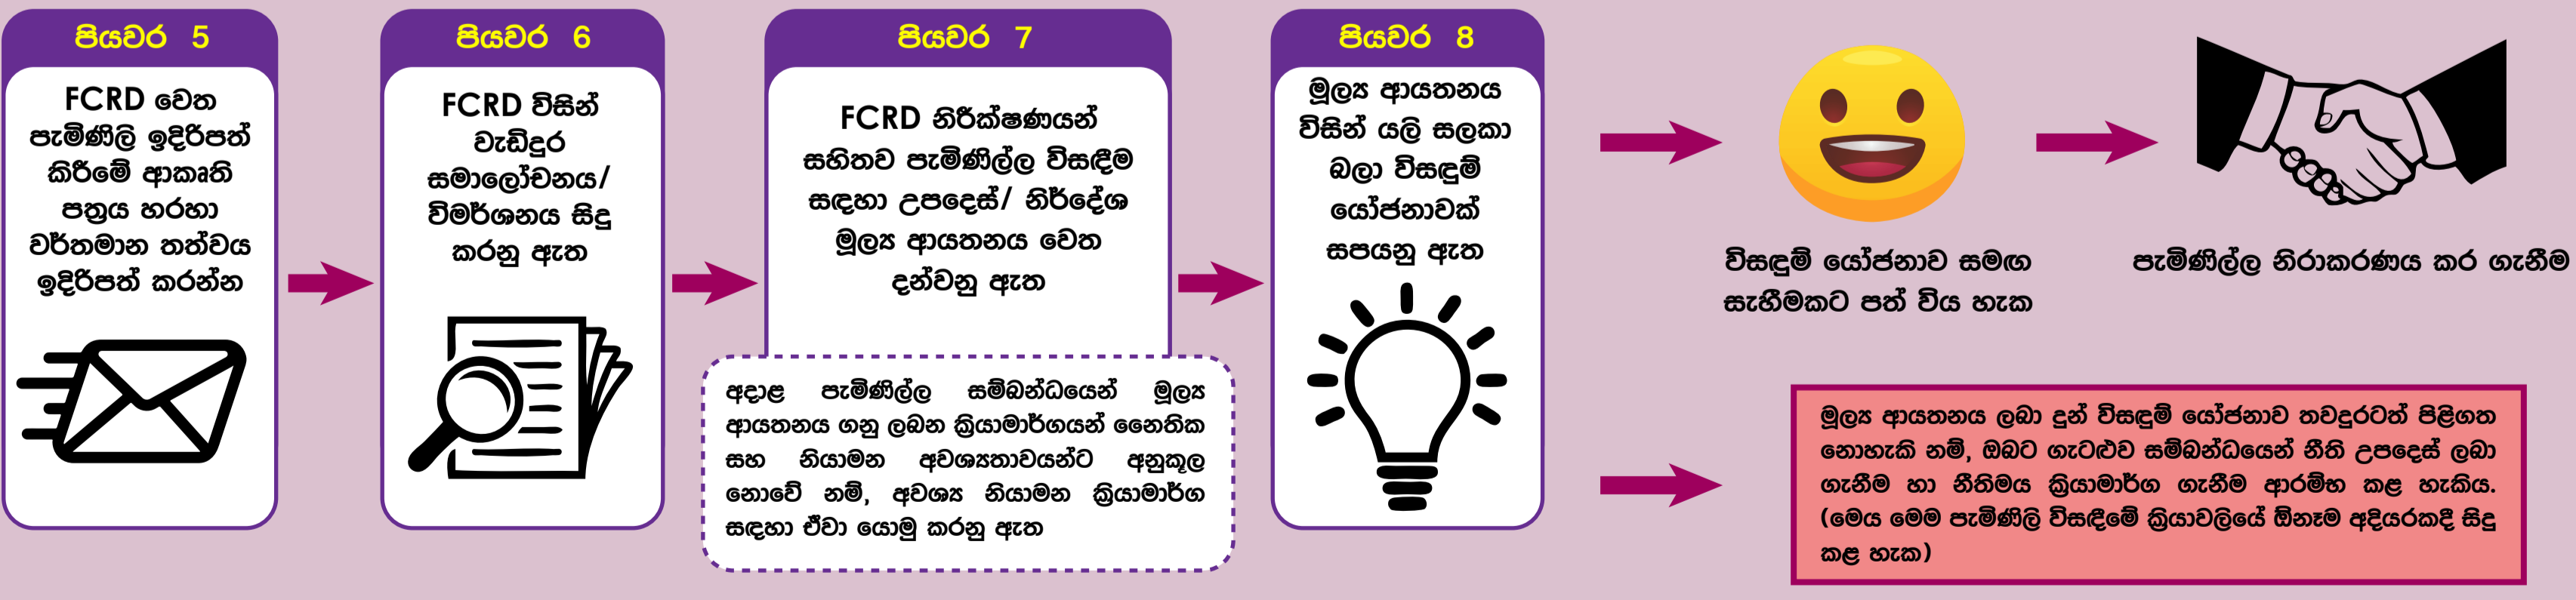 පියවර 5
FCRD වෙත
පැමිණිලි ඉදිරිපත්
කිරීමේ ආකෘති
පත්‍රය හරහා
වර්තමාන තත්වය
ඉදිරිපත් කරන්න
පියවර 6
FCRD විසින්
වැඩිදුර
සමාලෝචනය/
විමර්ශනය සිදු
කරනු ඇත
පියවර 7
FCRD නිරීක්ෂණයන්
සහිතව පැමිණිල්ල විසඳීම
සඳහා උපදෙස්/ නිර්දේශ
මූල්‍ය ආයතනය වෙත
දන්වනු ඇත
අදාළ පැමිණිල්ල සම්බන්ධයෙන් මූල්‍ය
ආයතනය ගනු ලබන ක්‍රියාමාර්ගයන් නෛතික
සහ නියාමන අවශ්‍යතාවයන්ට අනුකූල
නොවේ නම්, අවශ්‍ය නියාමන ක්‍රියාමාර්ග
සඳහා ඒවා යොමු කරනු ඇත
පියවර 8
මූල්‍ය ආයතනය
විසින් යලි සලකා
බලා විසඳුම්
යෝජනාවක්
සපයනු ඇත
විසඳුම් යෝජනාව සමඟ
සැහීමකට පත් විය හැක
පැමිණිල්ල නිරාකරණය කර ගැනීම
මූල්‍ය ආයතනය ලබා දුන් විසඳුම් යෝජනාව තවදුරටත් පිළිගත
නොහැකි නම්, ඔබට ගැටළුව සම්බන්ධයෙන් නීති උපදෙස් ලබා
ගැනීම හා නීතිමය ක්‍රියාමාර්ග ගැනීම ආරම්භ කළ හැකිය.
(මෙය මෙම පැමිණිලි විසඳීමේ ක්‍රියාවලියේ ඕනෑම අදියරකදී සිදු
කළ හැක)